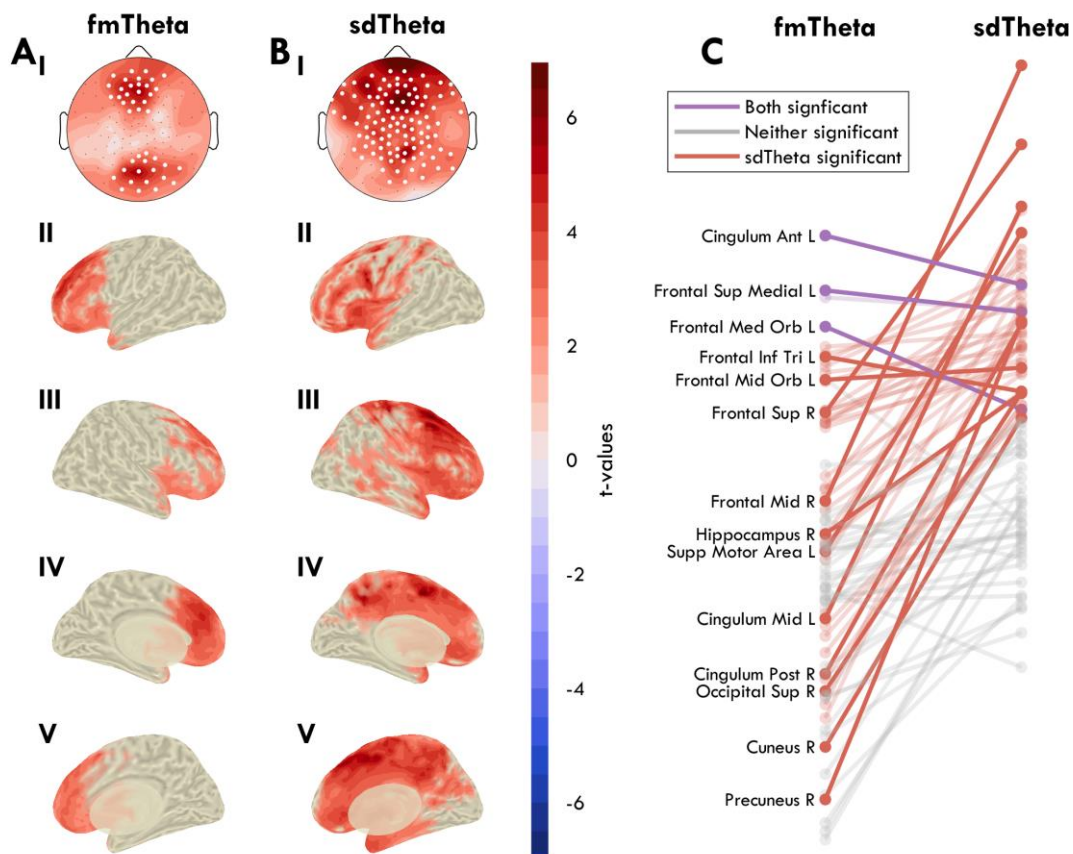 A
fmTheta
I
II
III
IV
V
B
sdTheta
I
II
III
IV
V
6
4
2
0
-2
-4
-6
t-values
C
fmTheta
sdTheta
Both signficant
Neither significant
sdTheta significant
Cingulum Ant L
Frontal Sup Medial L
Frontal Med Orb L
Frontal Inf Tri L
Frontal Mid Orb L
Frontal Sup R
Frontal Mid R
Hippocampus R
Supp Motor Area L
Cingulum Mid L
Cingulum Post R
Occipital Sup R
Cuneus R
Precuneus R